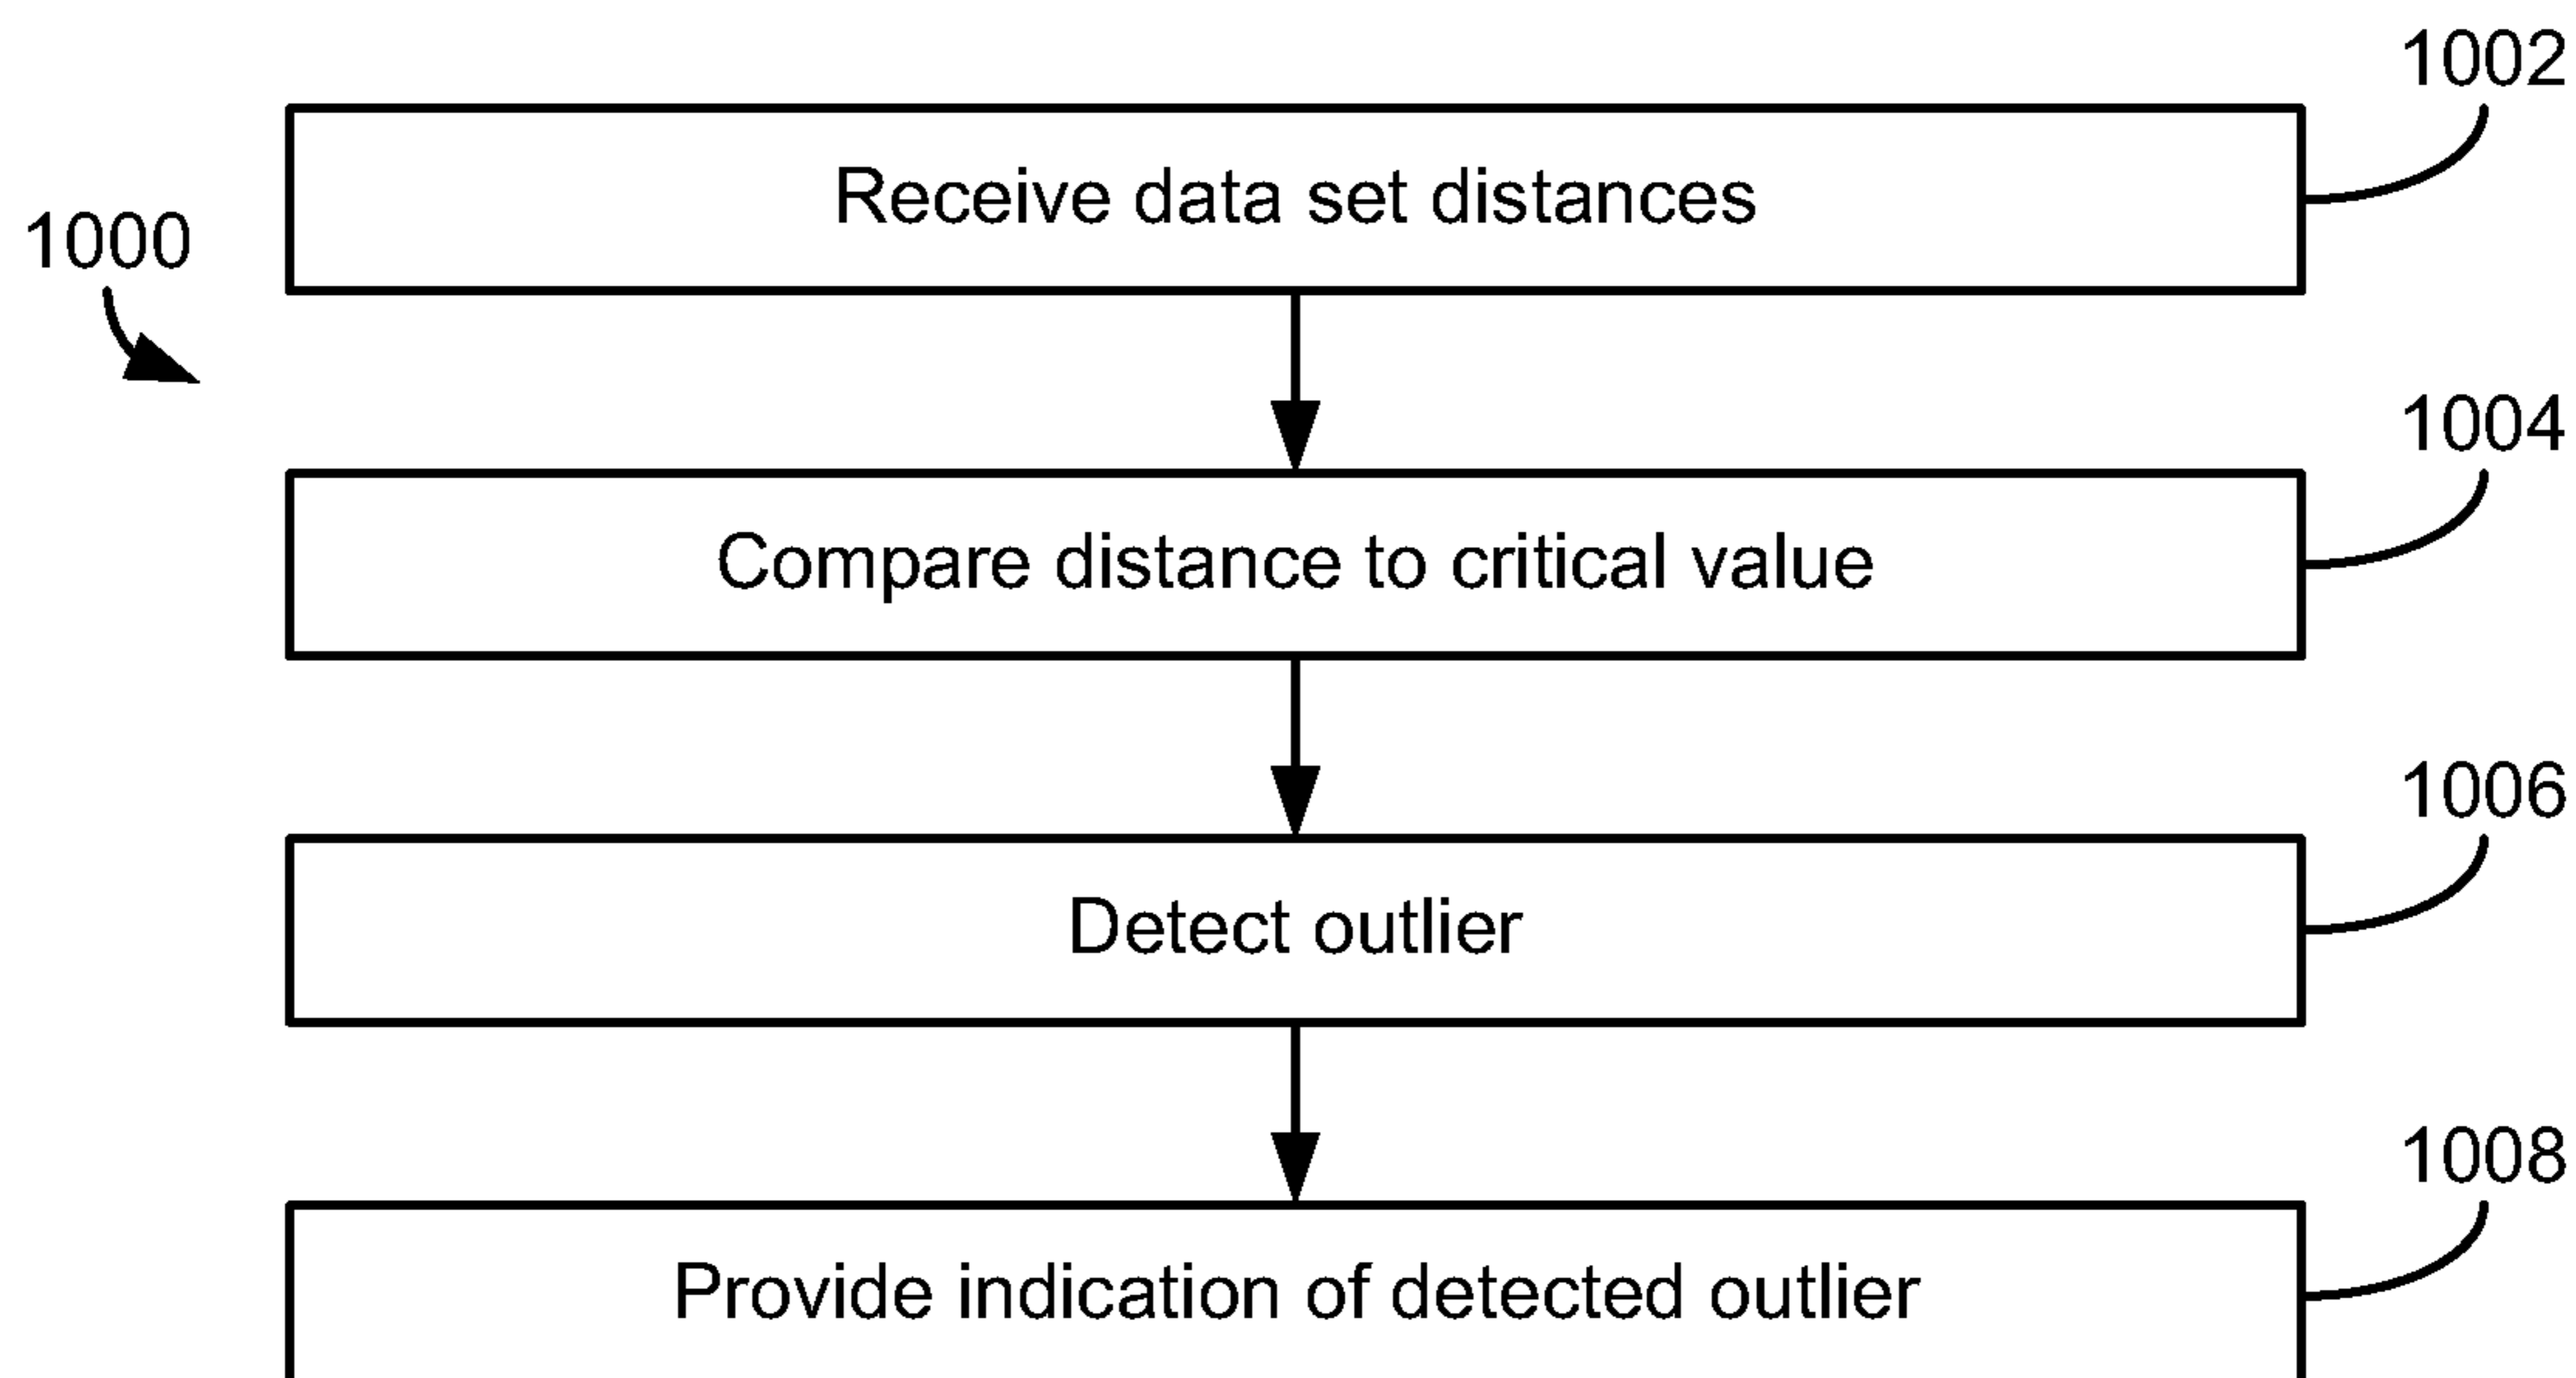 1002
Receive data set distances
1000
1004
Compare distance to critical value
1006
Detect outlier
1008
Provide indication of detected outlier